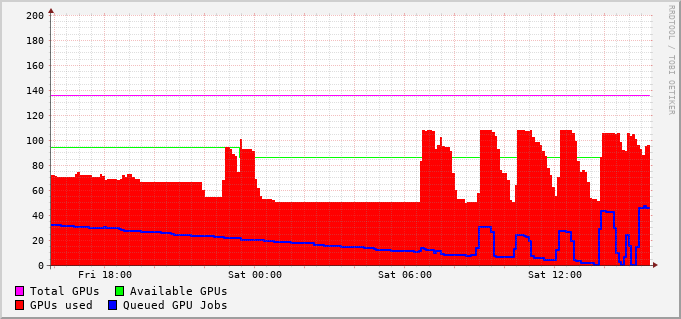 200
180
160
140
120
100
80
60
40
20
0
Fri 18:00 Sat 00:00 Sat 06:00 Sat 12:00
Total GPUs Available GPUs
GPUs used Queued GPU Jobs
RRDTOOL / TOBI OETIKER